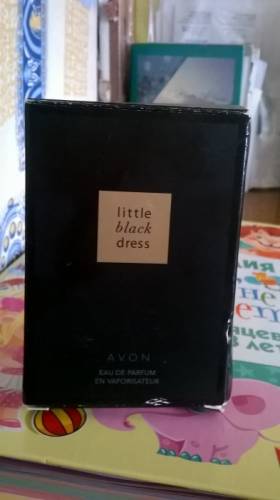 little
black
dress
AVON
EAU DE PARFUM
EN VAPORISATEUR